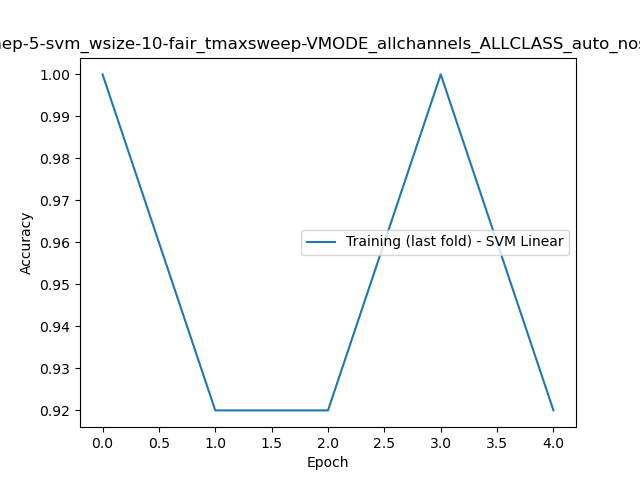 ep-5-svm_wsize-10-fair_tmaxsweep-VMODE_allchannels_ALLCLASS_auto_nos
1.00
0.99
0.98
0.97
0.96
0.95
0.94
0.93
0.92
Accuracy
Training (last fold) - SVM Linear
0.0 0.5 1.0 1.5 2.0 2.5 3.0 3.5 4.0
Epoch